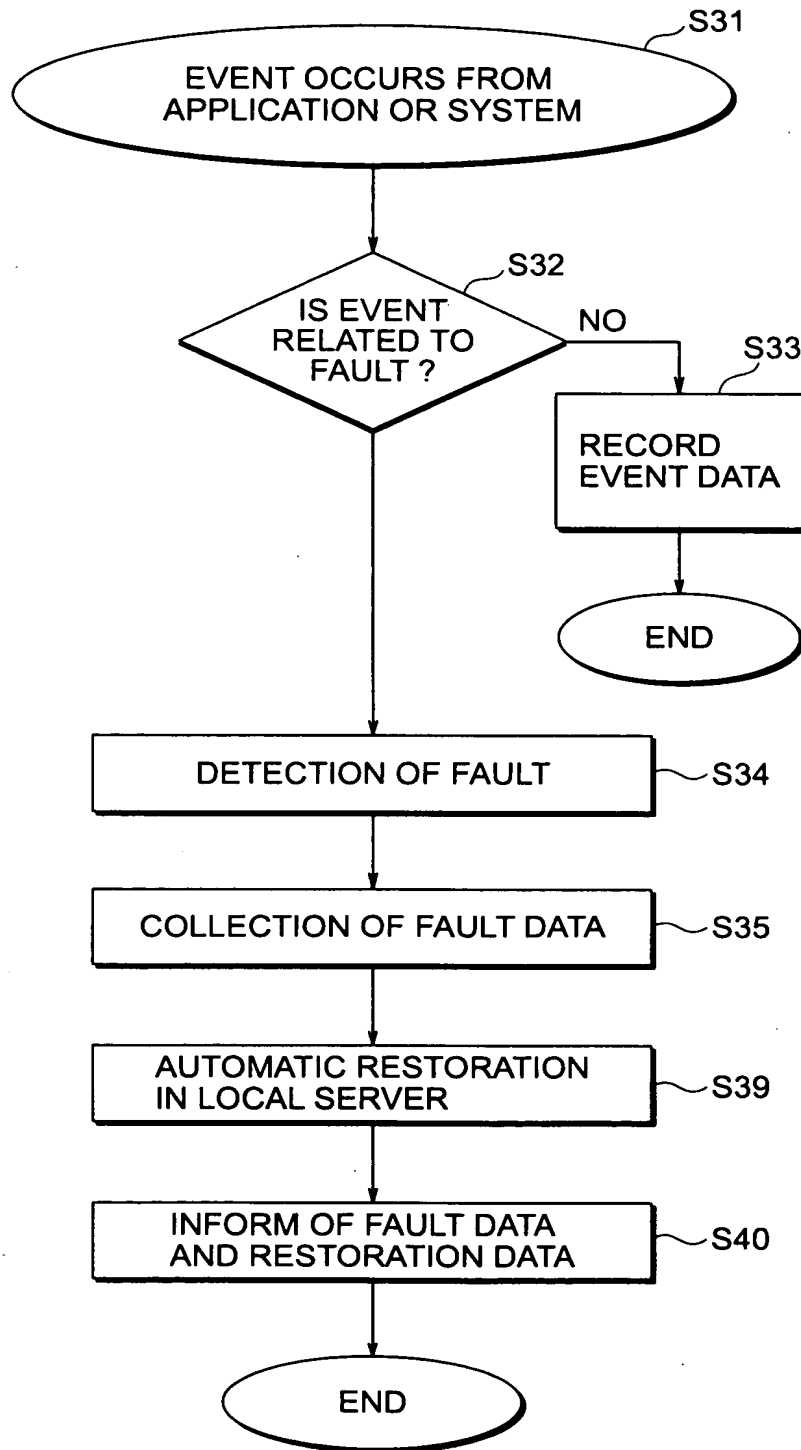 S31
EVENT OCCURS FROM
APPLICATION OR SYSTEM
S32
IS EVENT
RELATED TO
FAULT ?
NO
S33
RECORD
EVENT DATA
END
DETECTION OF FAULT
S34
COLLECTION OF FAULT DATA
S35
AUTOMATIC RESTORATION
IN LOCAL SERVER
S39
INFORM OF FAULT DATA
AND RESTORATION DATA
S40
END